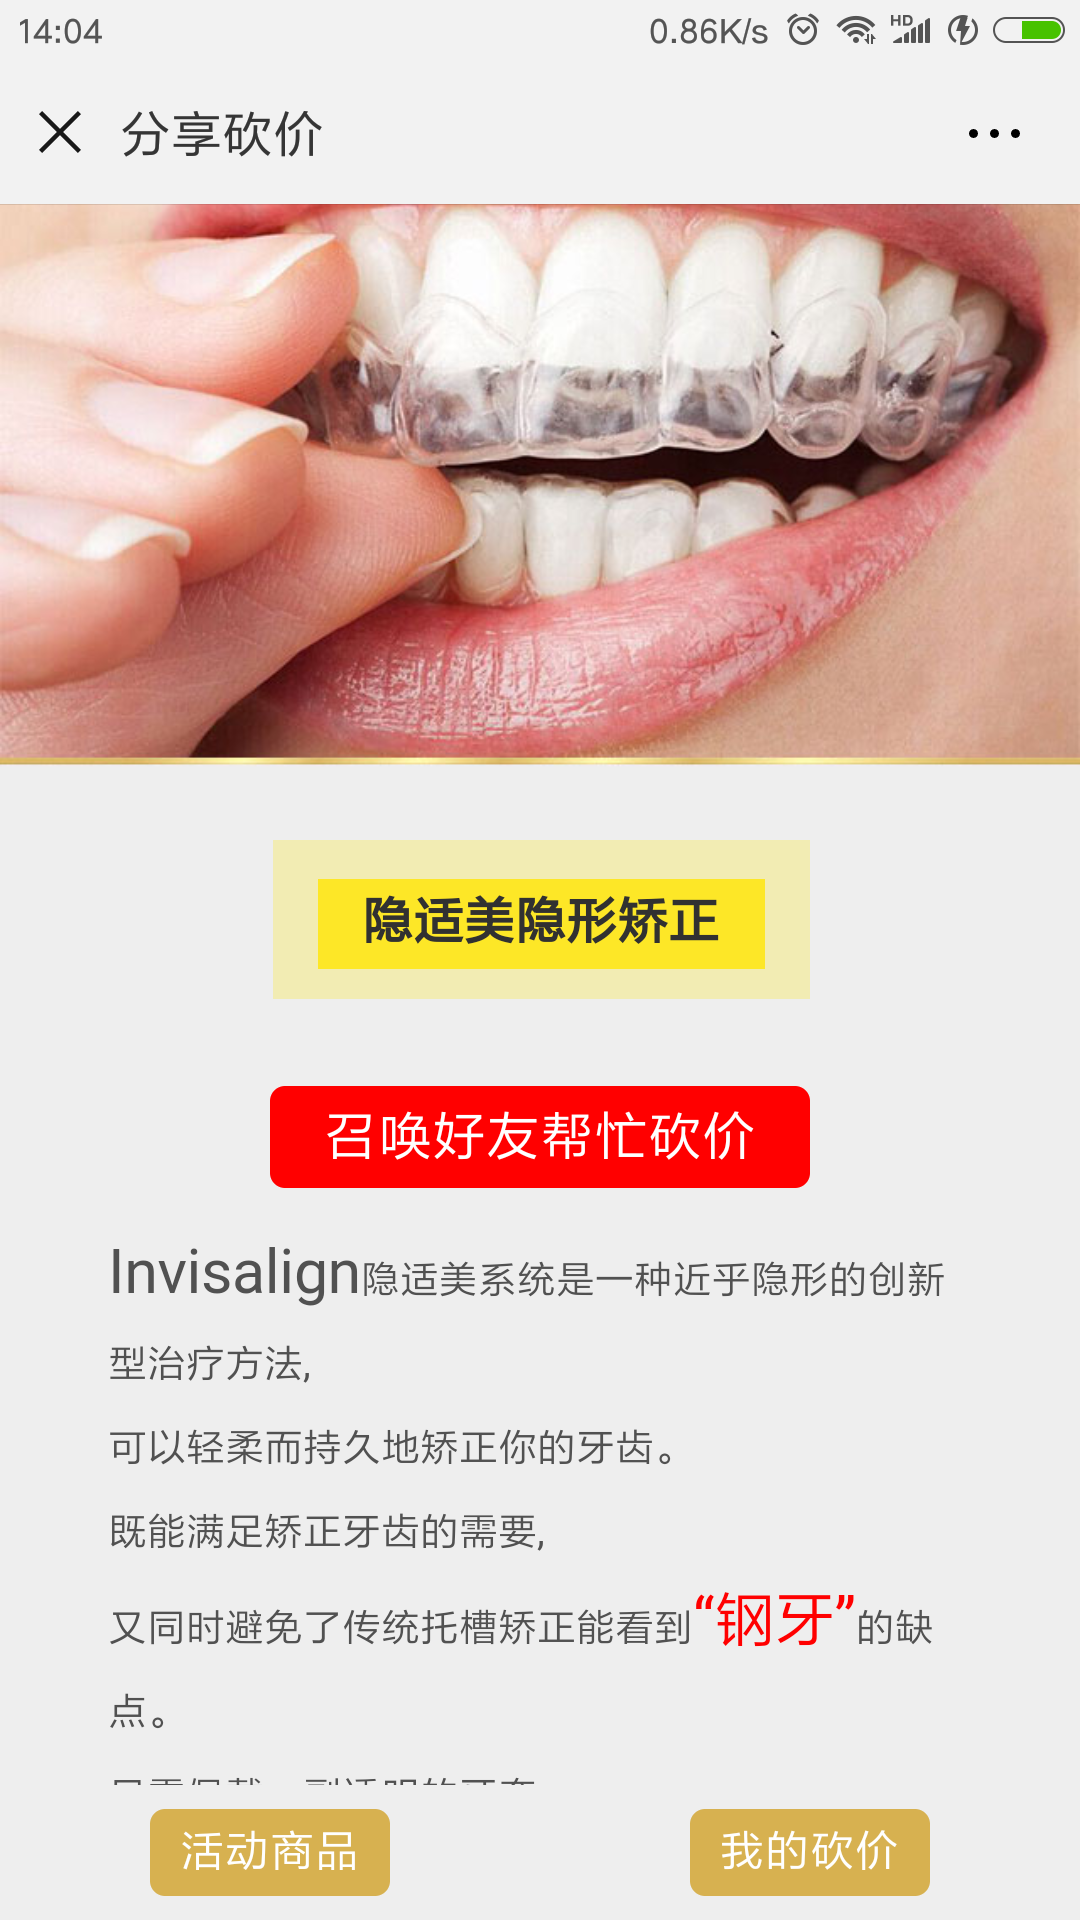 14:04 0.86K/s HD
分享砍价
隐适美隐形矫正
召唤好友帮忙砍价
Invisalign隐适美系统是一种近乎隐形的创新
型治疗方法,
可以轻柔而持久地矫正你的牙齿。
既能满足矫正牙齿的需要,
又同时避免了传统托槽矫正能看到“钢牙”的缺
点。
活动商品 我的砍价